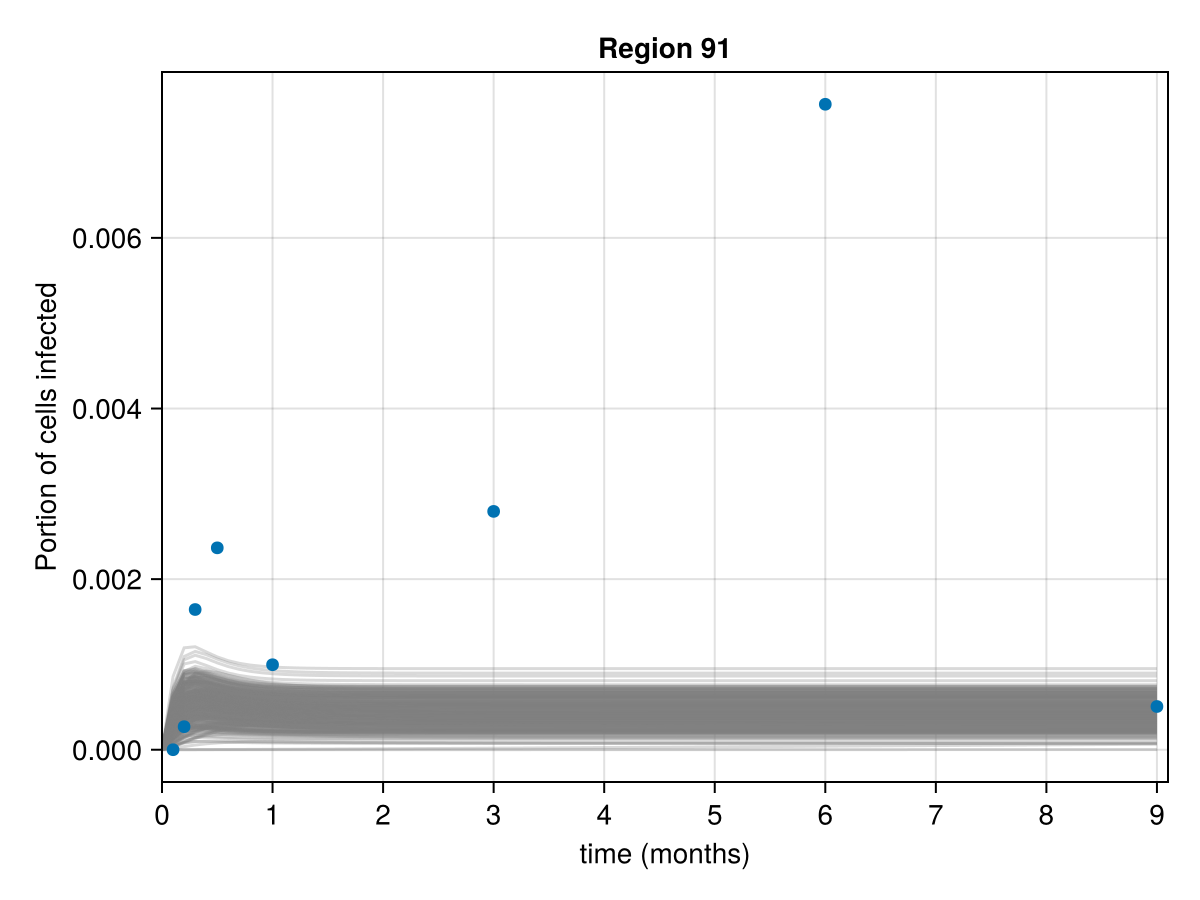 Region 91
Portion of cells infected
0.006
0.004
0.002
0.000
0 1 2 3 4 5 6 7 8 9
time (months)